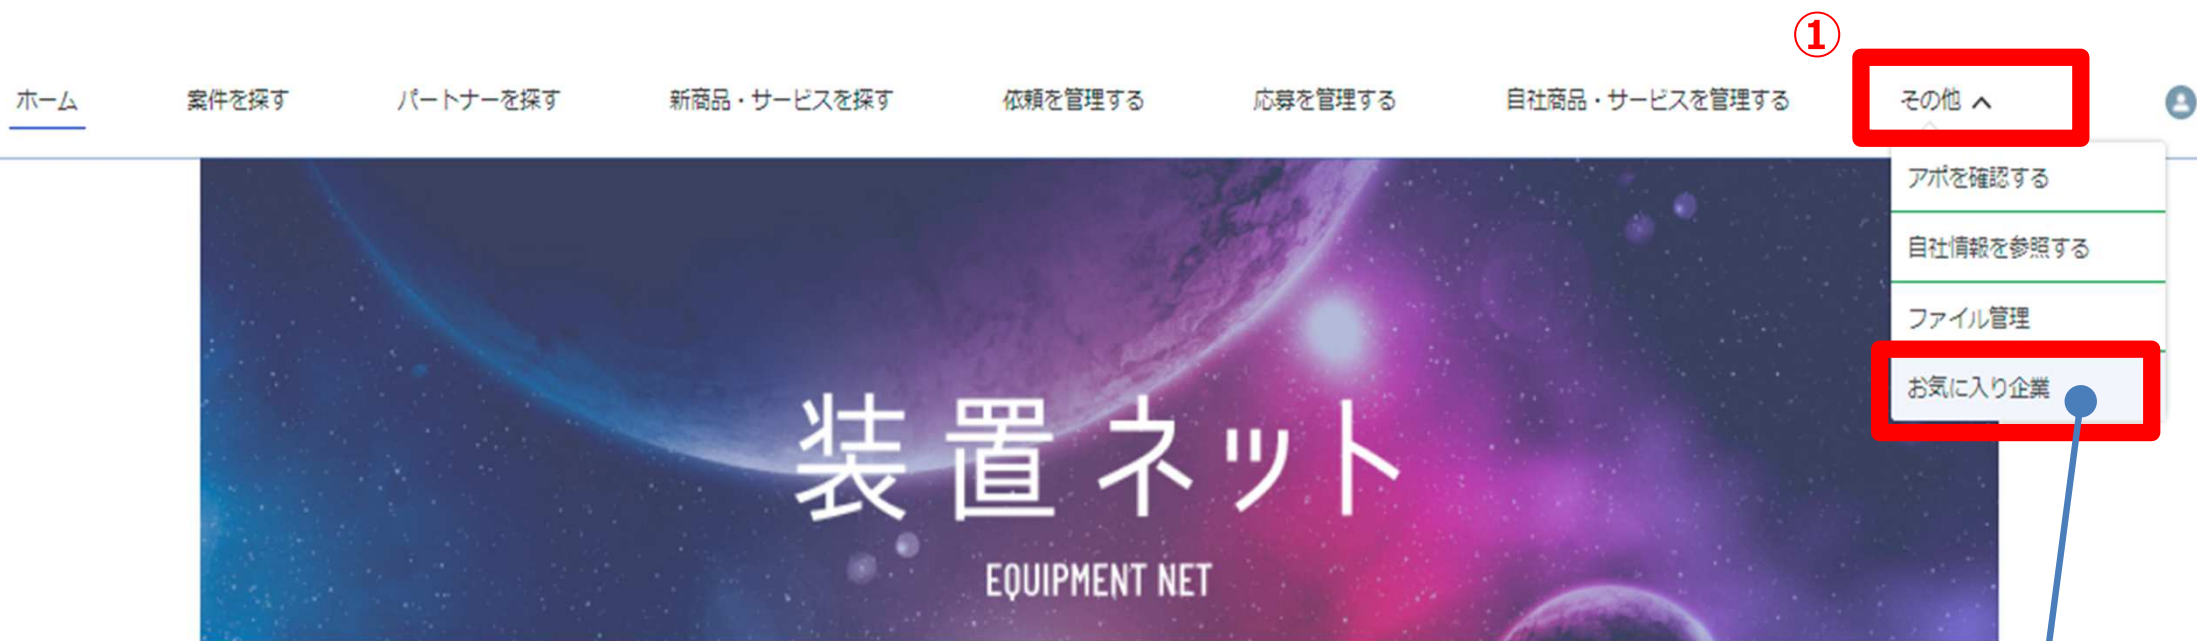 ①
ホーム 案件を探す パートナーを探す 新商品・サービスを探す 依頼を管理する 応募を管理する 自社商品・サービスを管理する その他
アポを確認する
自社情報を参照する
ファイル管理
お気に入り企業
装置ネット
EQUIPMENT NET